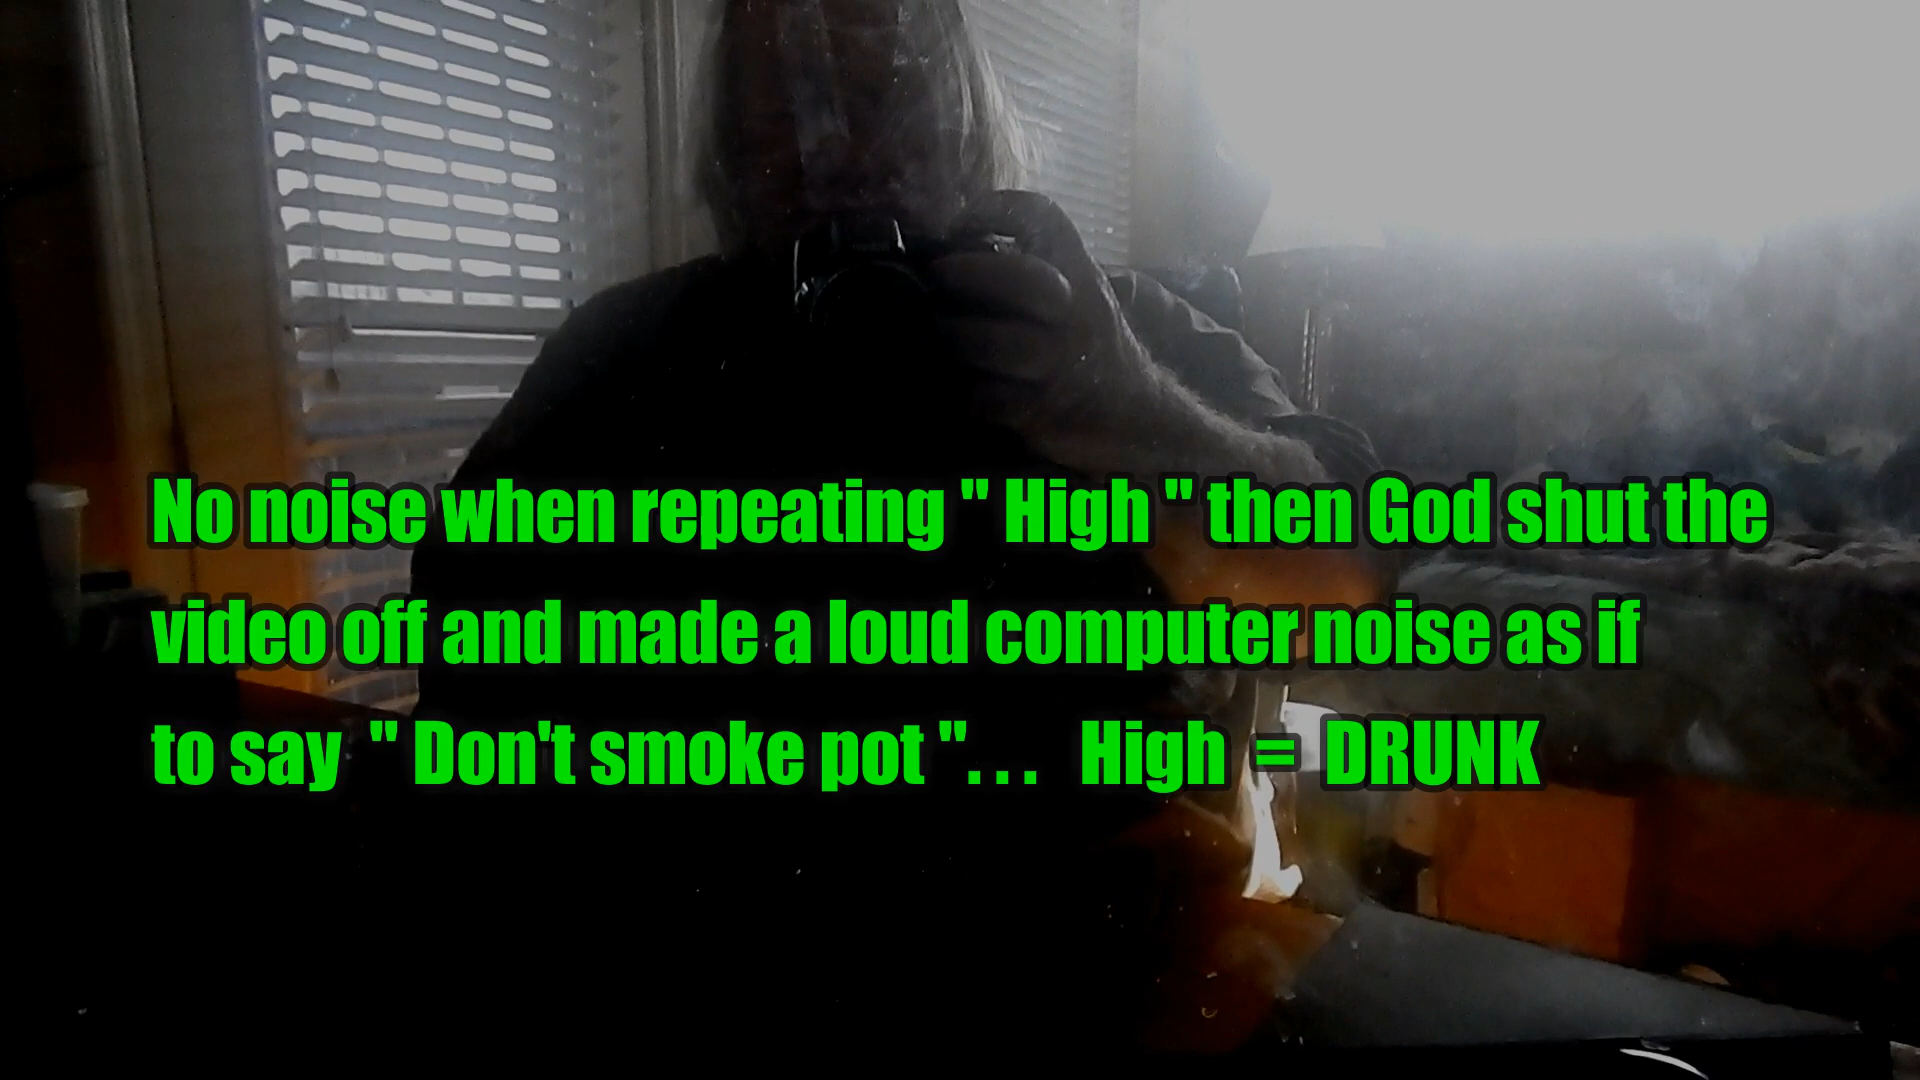 No noise when repeating " High " then God shut the
video off and made a loud computer noise as if
to say " Don't smoke pot ". . . High = DRUNK